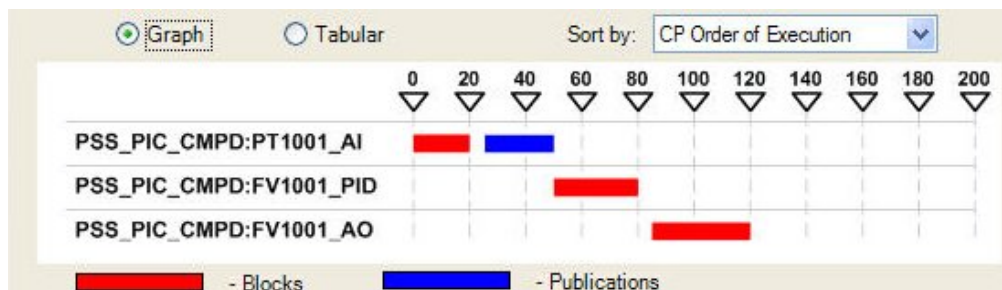 Graph Tabular Sort by: CP Order of Execution
0 20 40 60 80 100 120 140 160 180 200
PSS_PIC_CMPD:PT1001_AI
PSS_PIC_CMPD:FV1001_PID
PSS_PIC_CMPD:FV1001_AO
- Blocks - Publications